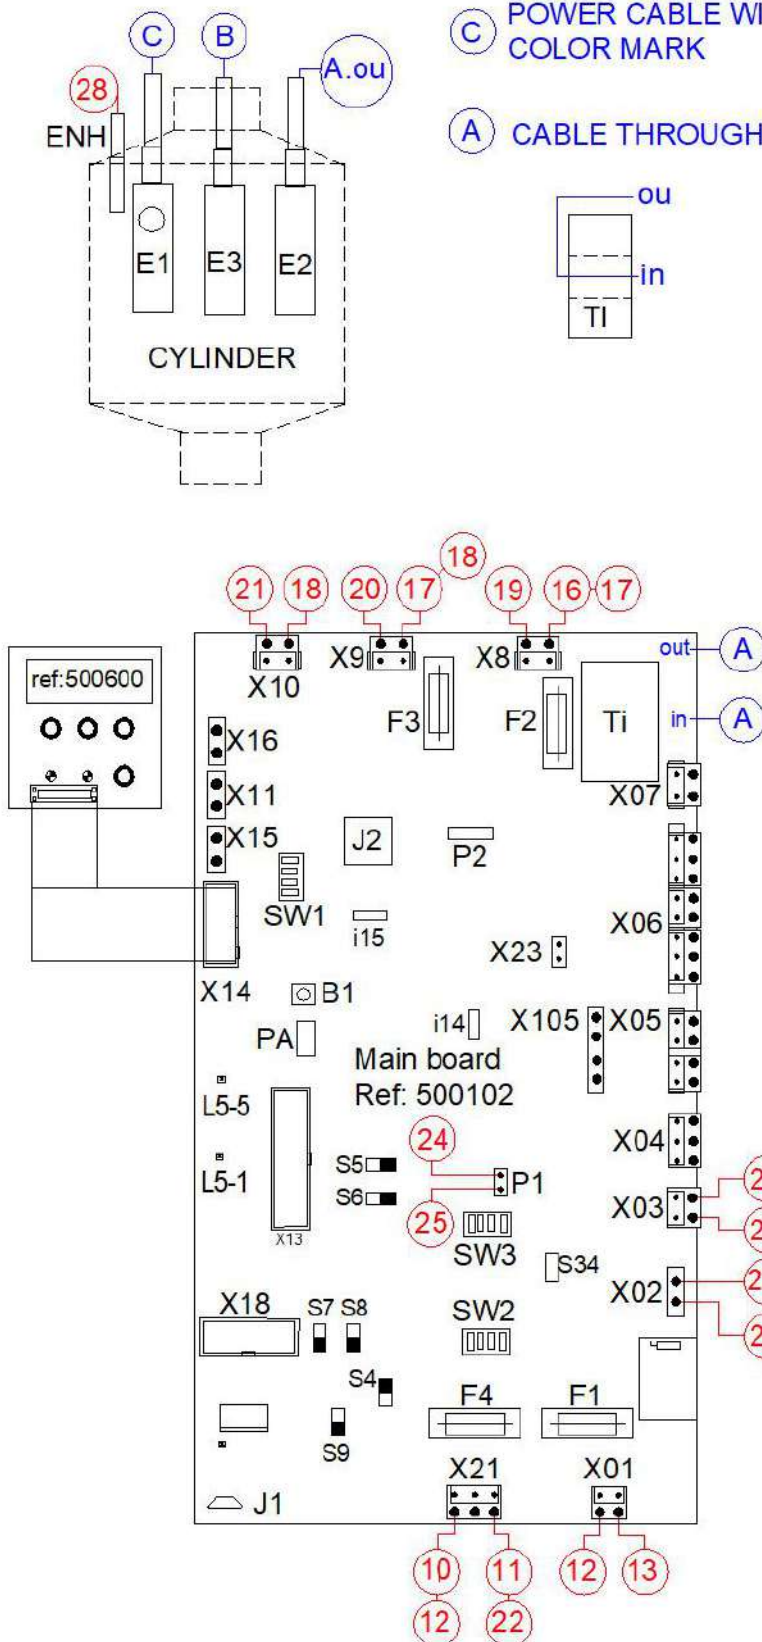 C B A.ou
C POWER CABLE WI
COLOR MARK
28
ENH
A CABLE THROUGH
E1 E3 E2
ou
in
TI
CYLINDER
18
21 18 20 17 19 16 17
X10 X9 X8 out A
ref:500600
F3 F2 Ti in A
X16
X11 X07
X15 J2 P2
SW1 X06
i15 X23
X14 B1
i14 X105 X05
PA
Main board
Ref: 500102
L5-5
24 X04
L5-1 S5 P1
S6 25 X03 2
X13 2
SW3
S34 2
X18 S7 S8 SW2 X02
2
S4 F4 F1
S9
X21 X01
J1
10 11 12 13
12 22